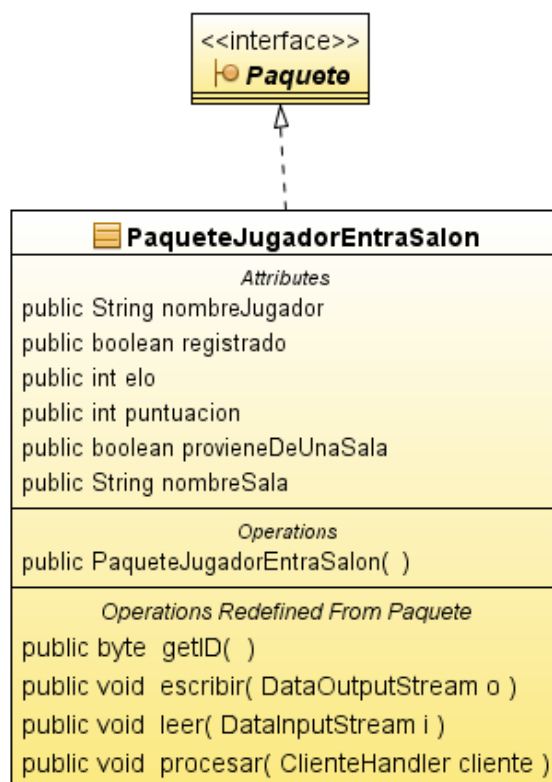 <<interface>>
Paquete
PaqueteJugadorEntraSalon
Attributes
public String nombreJugador
public boolean registrado
public int elo
public int puntuacion
public boolean provieneDeUnaSala
public String nombreSala
Operations
public PaqueteJugadorEntraSalon( )
Operations Redefined From Paquete
public byte getID( )
public void escribir( DataOutputStream o )
public void leer( DataInputStream i )
public void procesar( ClienteHandler cliente )